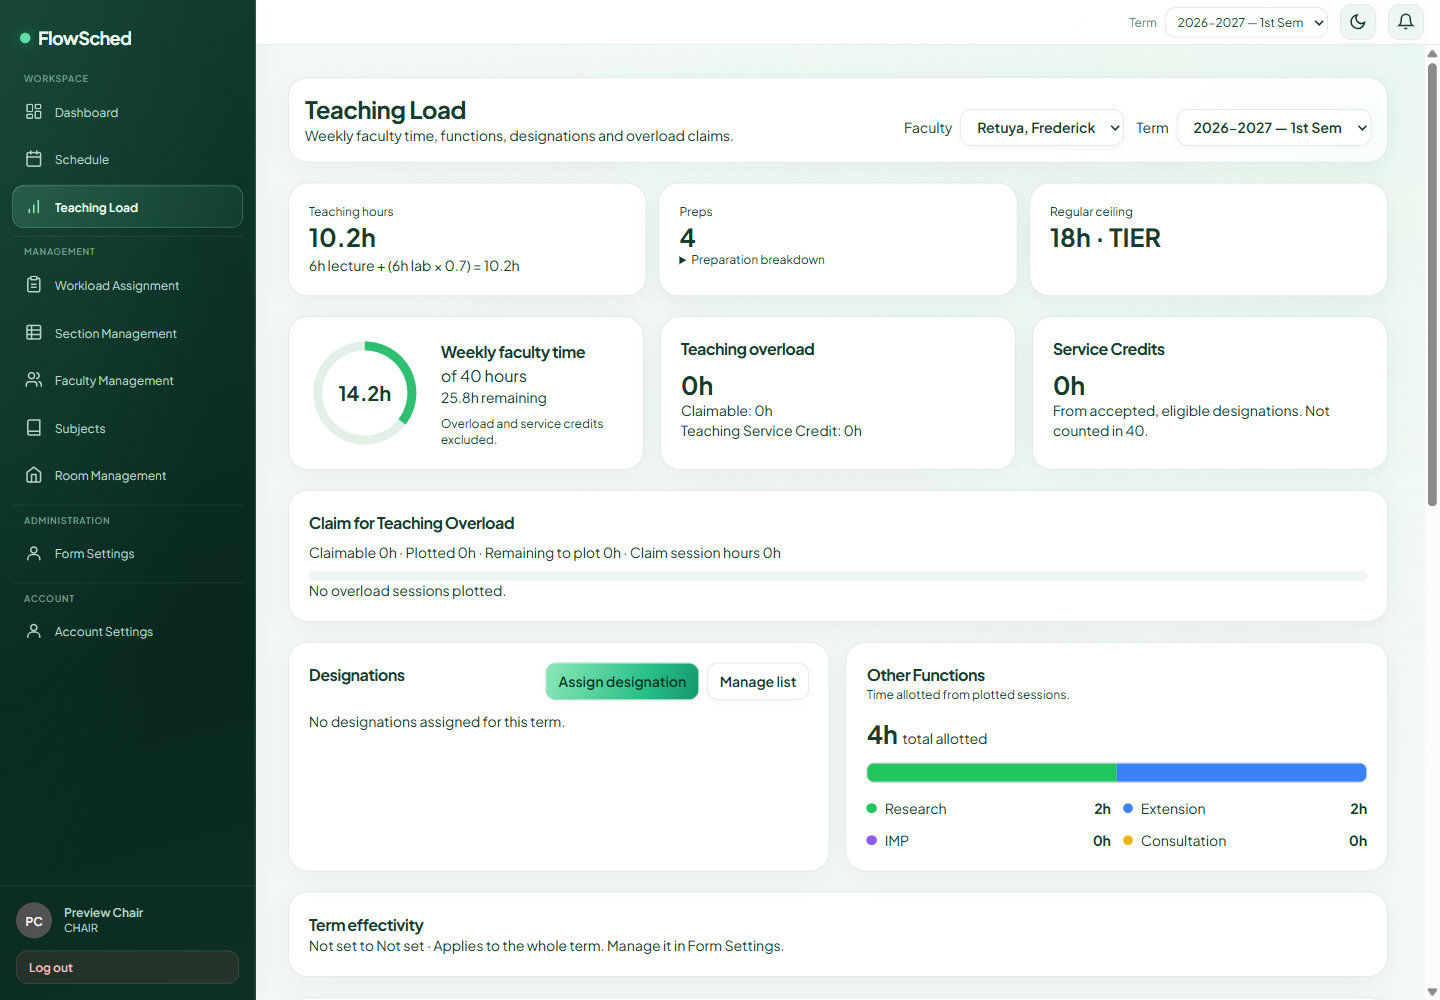 FlowSched
WORKSPACE
Dashboard
Schedule
Teaching Load
MANAGEMENT
Workload Assignment
Section Management
Faculty Management
Subjects
Room Management
ADMINISTRATION
Form Settings
ACCOUNT
Account Settings
PC
Preview Chair
CHAIR
Log out
Term 2026–2027 — 1st Sem
Teaching Load
Weekly faculty time, functions, designations and overload claims.
Faculty Retuya, Frederick Term 2026–2027 — 1st Sem
Teaching hours
10.2h
6h lecture + (6h lab × 0.7) = 10.2h
Preps
4
Preparation breakdown
Regular ceiling
18h · TIER
14.2h
Weekly faculty time
of 40 hours
25.8h remaining
Overload and service credits
excluded.
Teaching overload
0h
Claimable: 0h
Teaching Service Credit: 0h
Service Credits
0h
From accepted, eligible designations. Not
counted in 40.
Claim for Teaching Overload
Claimable 0h · Plotted 0h · Remaining to plot 0h · Claim session hours 0h
No overload sessions plotted.
Designations
Assign designation
Manage list
No designations assigned for this term.
Other Functions
Time allotted from plotted sessions.
4h total allotted
Research 2h
Extension 2h
IMP 0h
Consultation 0h
Term effectivity
Not set to Not set · Applies to the whole term. Manage it in Form Settings.